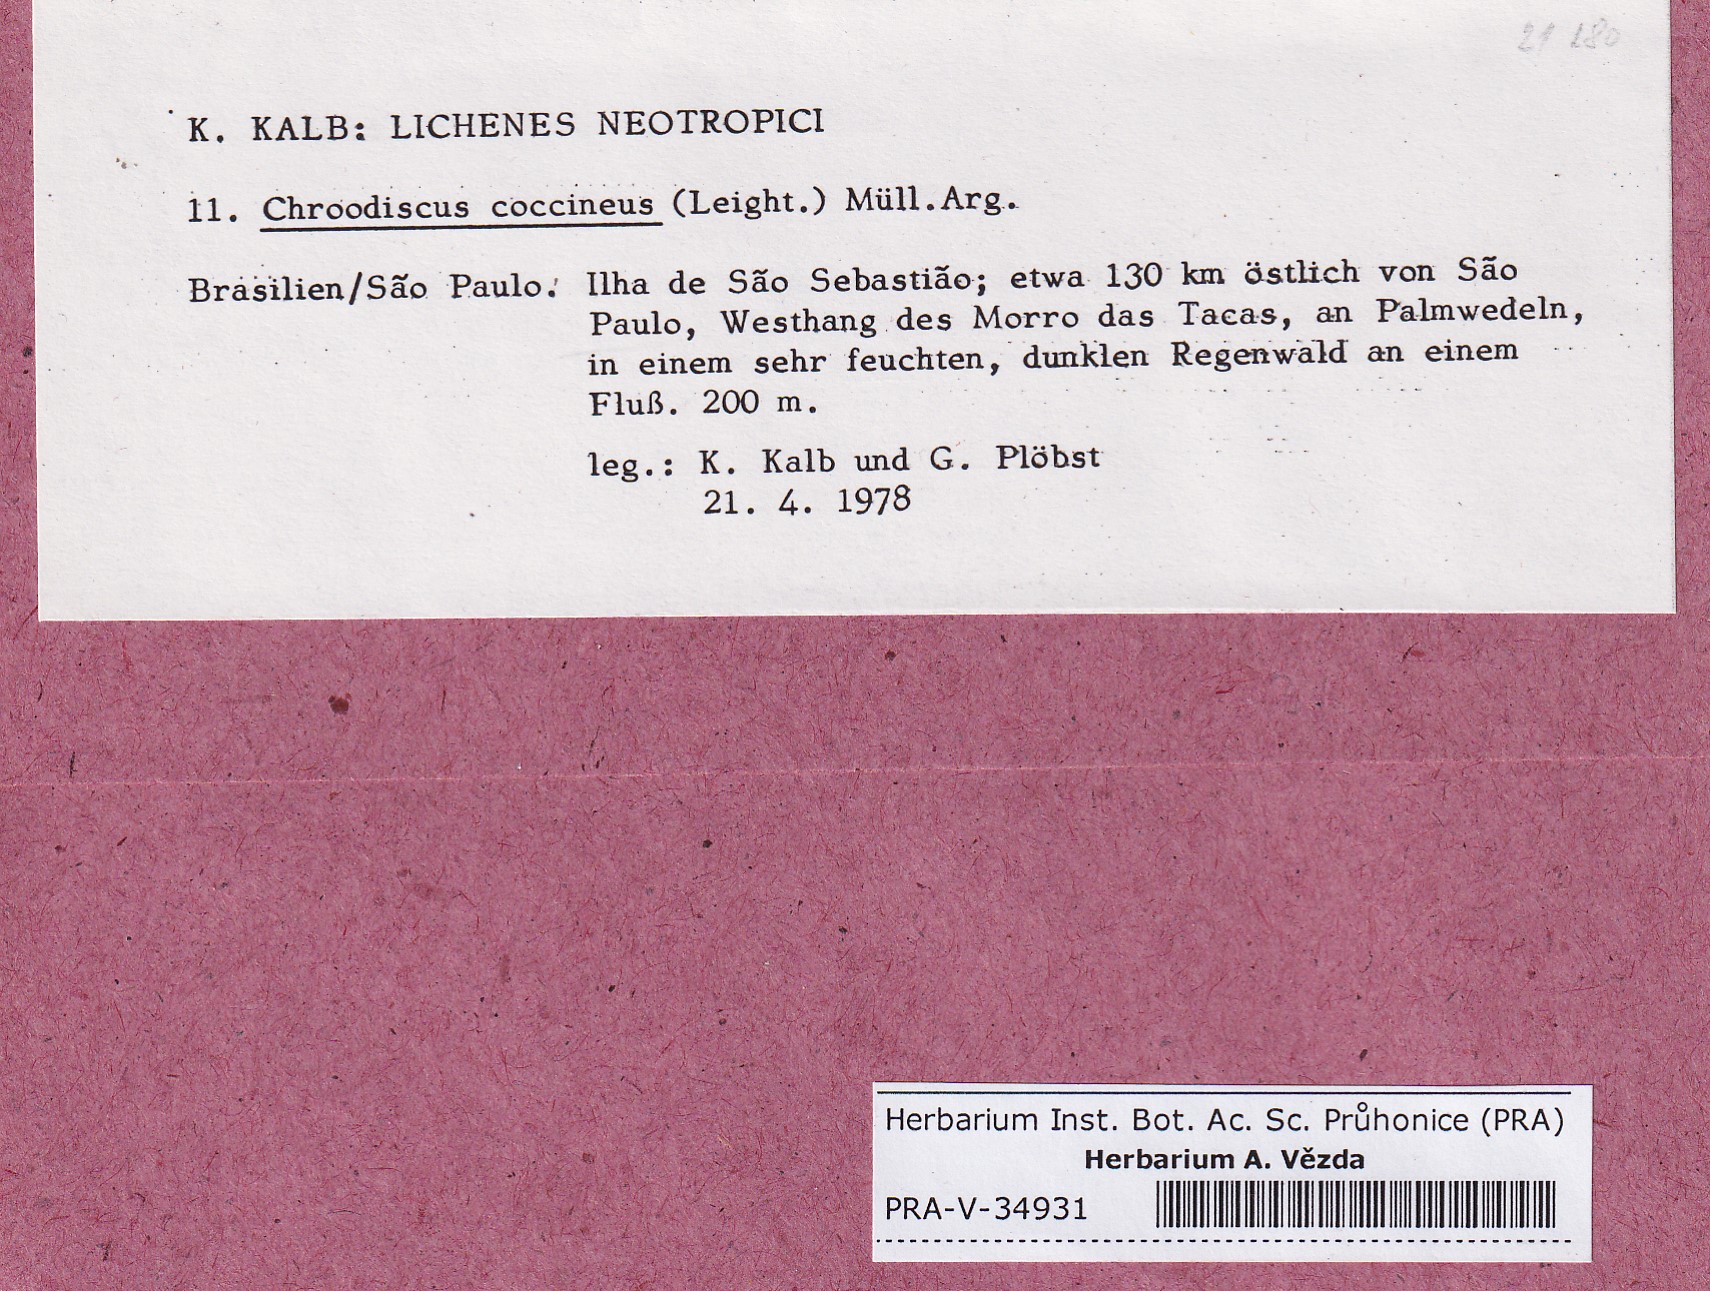 K. KALB: LICHENES NEOTROPICI
11. Chroodiscus coccineus (Leight.) Müll.Arg.
Brasilien/São Paulo: Ilha de São Sebastião; etwa 130 km östlich von São
Paulo, Westhang des Morro das Tacas, an Palmwedeln,
in einem sehr feuchten, dunklen Regenwald an einem
Fluß. 200 m.
leg.: K. Kalb und G. Plöbst
21. 4. 1978
Herbarium Inst. Bot. Ac. Sc. Průhonice (PRA)
Herbarium A. Vězda
PRA-V-34931